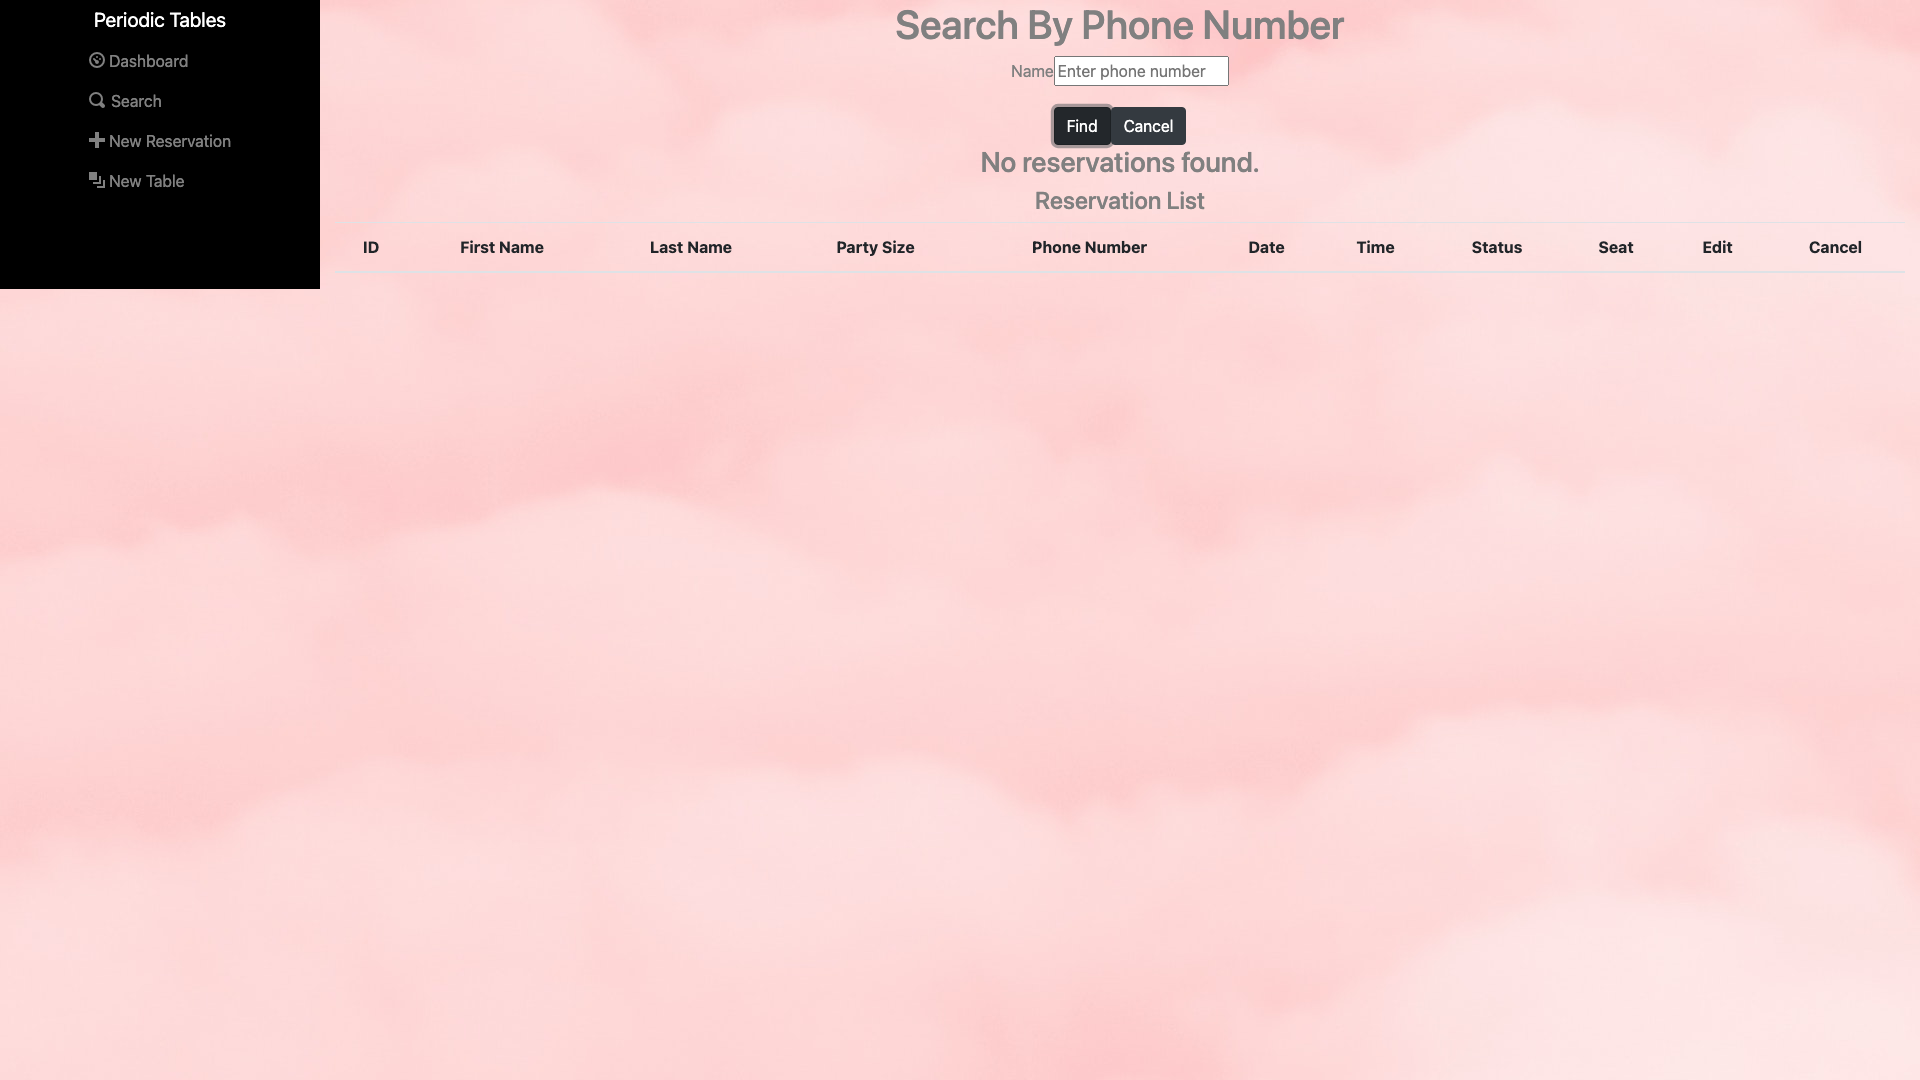 Periodic Tables
Dashboard
Search
New Reservation
New Table
Search By Phone Number
Name Enter phone number
Find Cancel
No reservations found.
Reservation List
ID First Name Last Name Party Size Phone Number Date Time Status Seat Edit Cancel